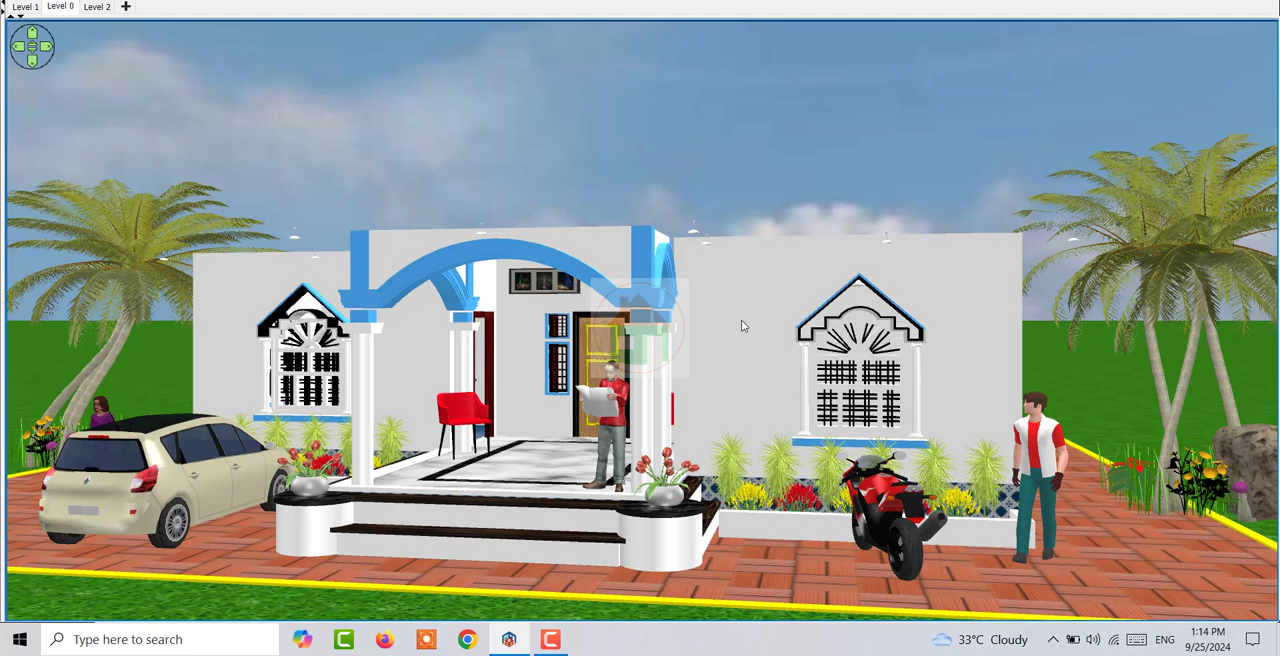 Level 1 Level 0 Level 2
Type here to search
33°C Cloudy
ENG
1:14 PM
9/25/2024